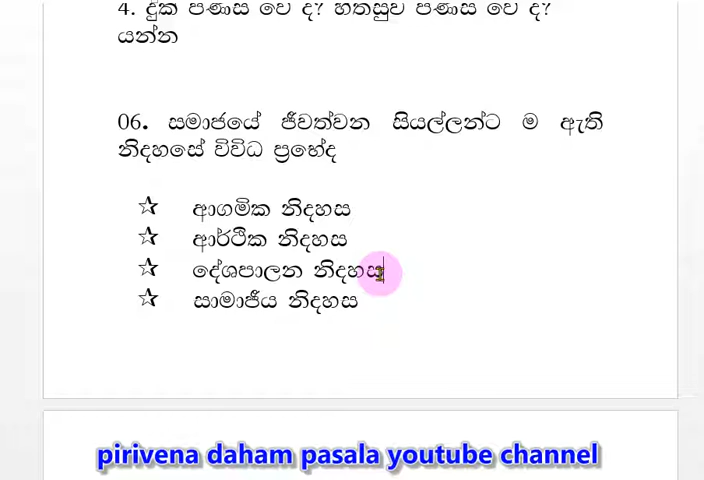 4. දුක පණස වේ ද? හතසුව පණස වේ ද?
යන්න
06. සමාජයේ ජීවත්වන සියල්ලන්ට ම ඇති
නිදහසේ විවිධ ප්‍රභේද
☆ ආගමික නිදහස
☆ ආර්ථික නිදහස
☆ දේශපාලන නිදහස
☆ සාමාජීය නිදහස
pirivena daham pasala youtube channel